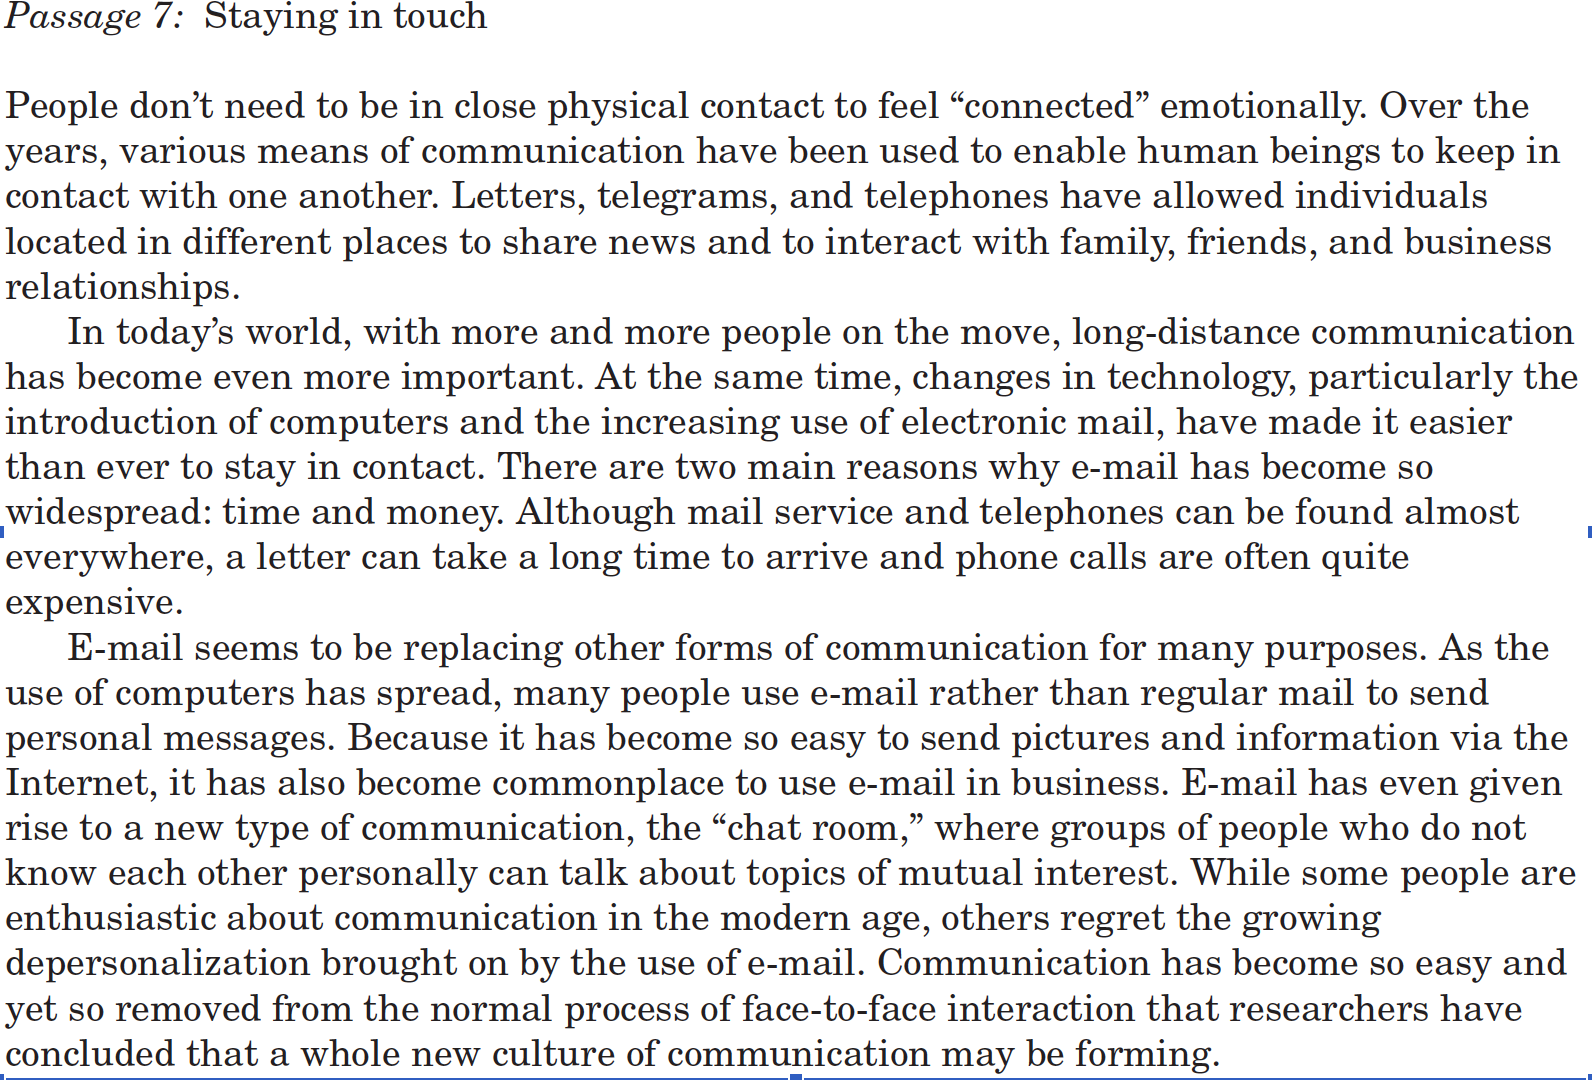 Passage 7: Staying in touch
People don’t need to be in close physical contact to feel “connected” emotionally. Over the
years, various means of communication have been used to enable human beings to keep in
contact with one another. Letters, telegrams, and telephones have allowed individuals
located in different places to share news and to interact with family, friends, and business
relationships.
In today’s world, with more and more people on the move, long-distance communication
has become even more important. At the same time, changes in technology, particularly the
introduction of computers and the increasing use of electronic mail, have made it easier
than ever to stay in contact. There are two main reasons why e-mail has become so
widespread: time and money. Although mail service and telephones can be found almost
everywhere, a letter can take a long time to arrive and phone calls are often quite
expensive.
E-mail seems to be replacing other forms of communication for many purposes. As the
use of computers has spread, many people use e-mail rather than regular mail to send
personal messages. Because it has become so easy to send pictures and information via the
Internet, it has also become commonplace to use e-mail in business. E-mail has even given
rise to a new type of communication, the “chat room,” where groups of people who do not
know each other personally can talk about topics of mutual interest. While some people are
enthusiastic about communication in the modern age, others regret the growing
depersonalization brought on by the use of e-mail. Communication has become so easy and
yet so removed from the normal process of face-to-face interaction that researchers have
concluded that a whole new culture of communication may be forming.